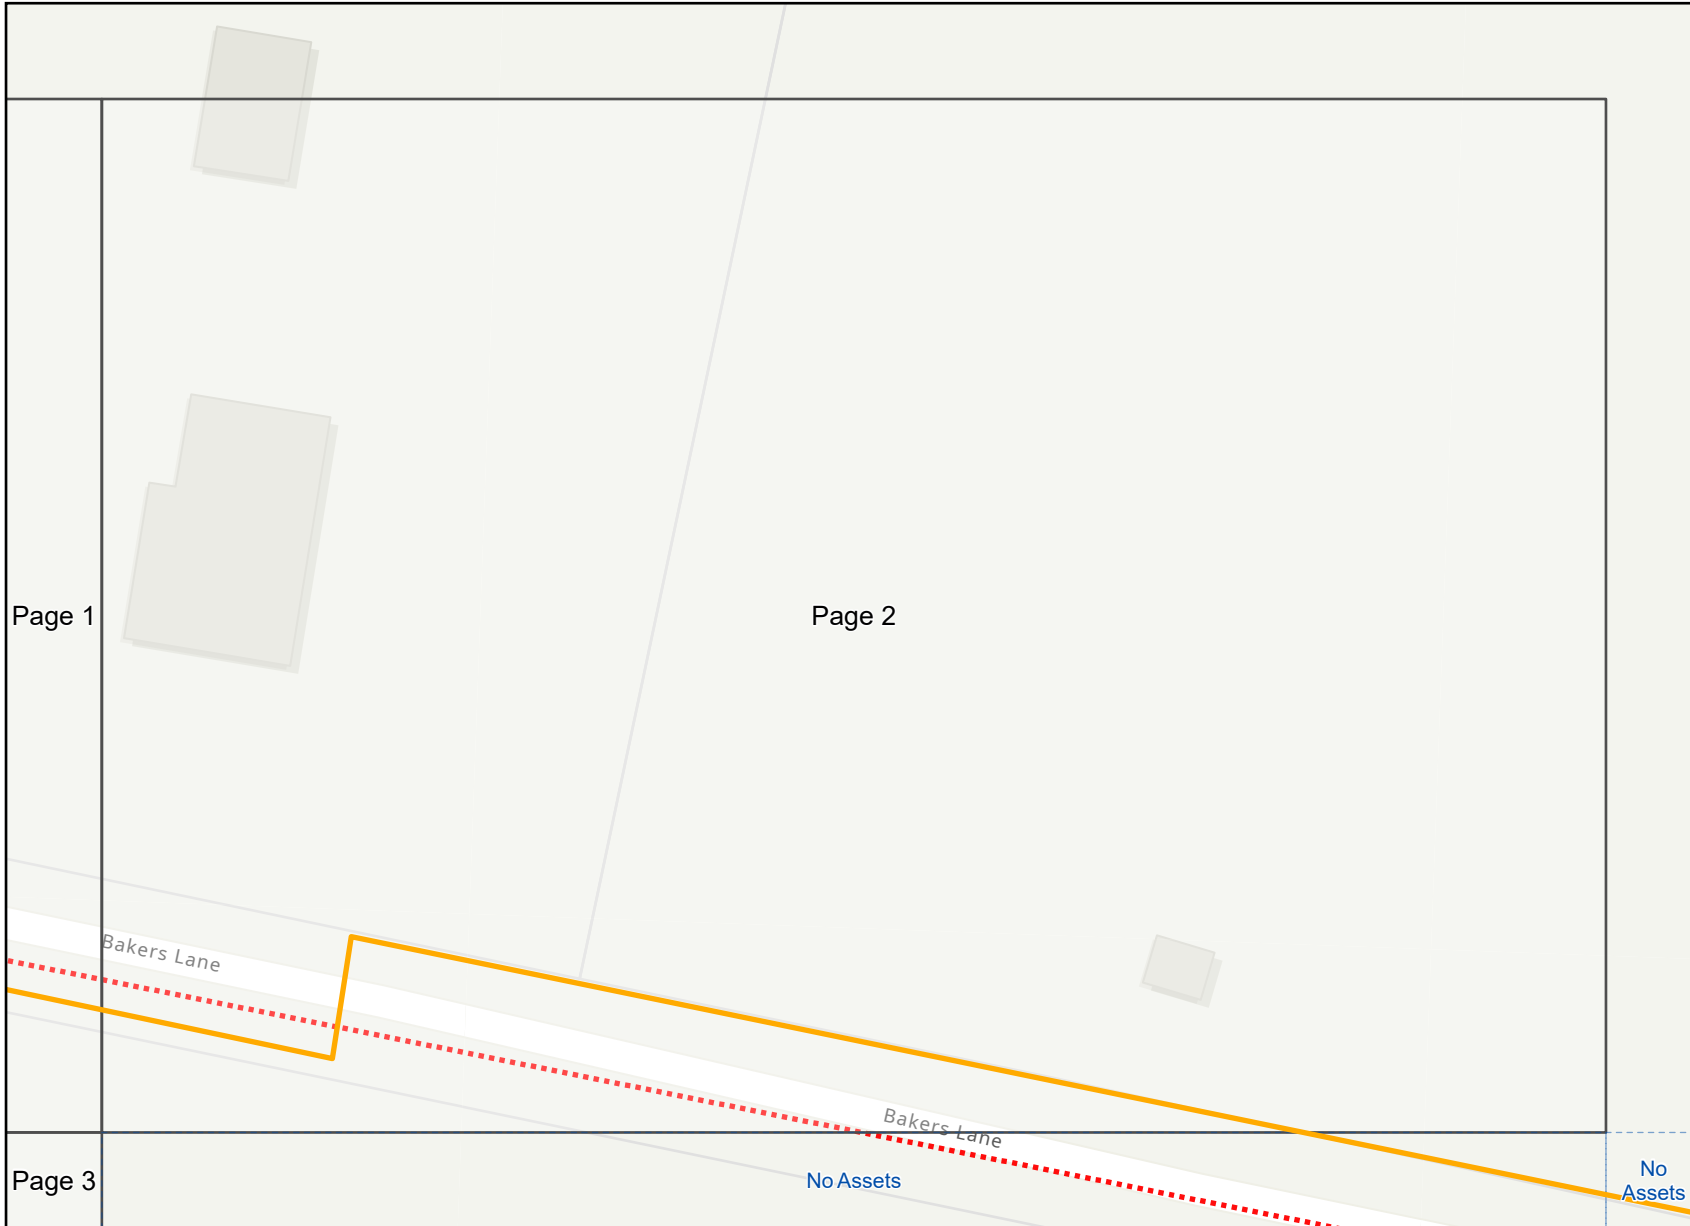 Page 1
Page 2
Bakers Lane
Bakers Lane
Page 3
No Assets
No
Assets